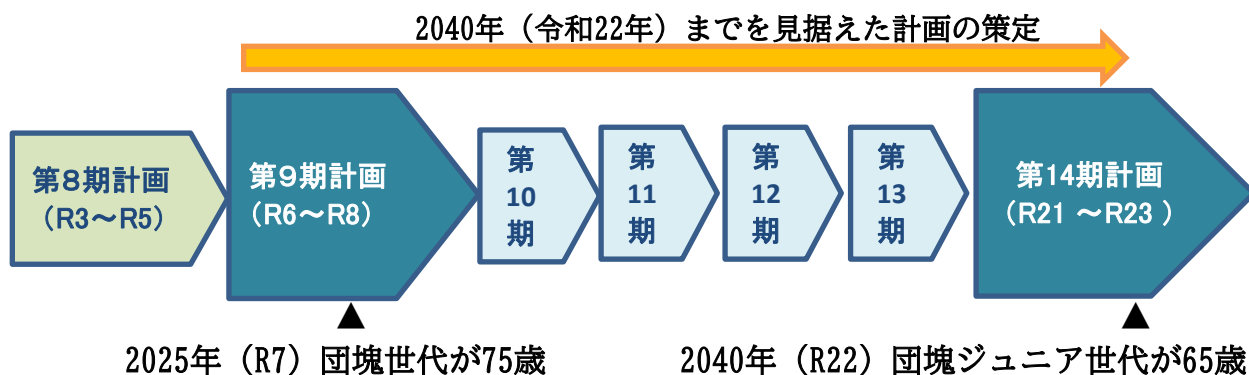 2040年（令和22年）までを見据えた計画の策定
第８期計画
（R3～R5）
第９期計画
（R6～R8）
第
10
期
第
11
期
第
12
期
第
13
期
第14期計画
（R21 ～R23 ）
2025年（R7）団塊世代が75歳
2040年（R22）団塊ジュニア世代が65歳